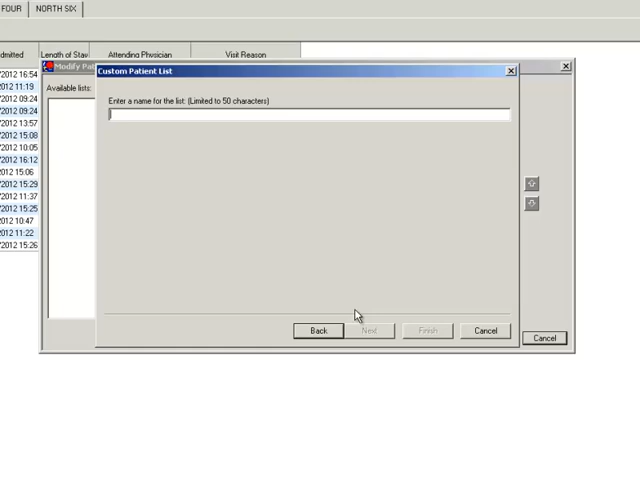 FOUR NORTH SIX
dmitted Length of Stay Attending Physician Visit Reason
/2012 16:54
/2012 11:19
/2012 09:24
/2012 09:24
/2012 13:57
/2012 15:08
/2012 10:05
/2012 16:12
/2012 15:06
/2012 15:29
/2012 11:37
/2012 15:25
/2012 10:47
/2012 11:22
/2012 15:26
Modify Pat
Available lists:
Custom Patient List
Enter a name for the list: (Limited to 50 characters)
Back Next Finish Cancel
Cancel